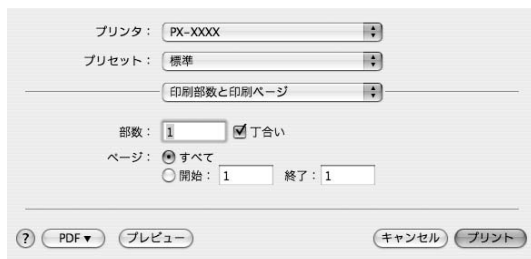 プリンタ： PX-XXXX
プリセット： 標準
印刷部数と印刷ページ
部数： 1 丁合い
ページ： すべて
開始： 1 終了： 1
? PDF▼ プレビュー キャンセル プリント